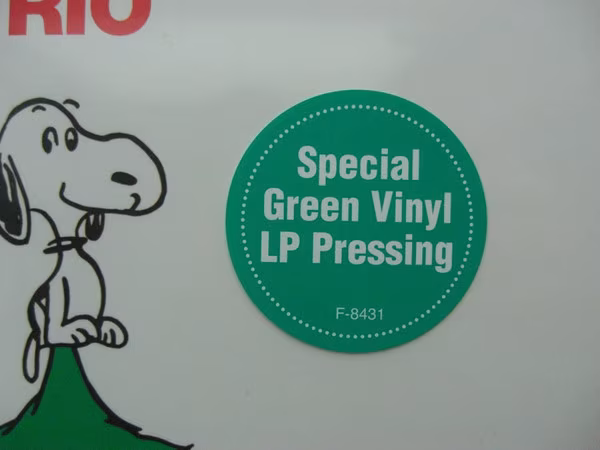 RIO
Special
Green Vinyl
LP Pressing
F-8431